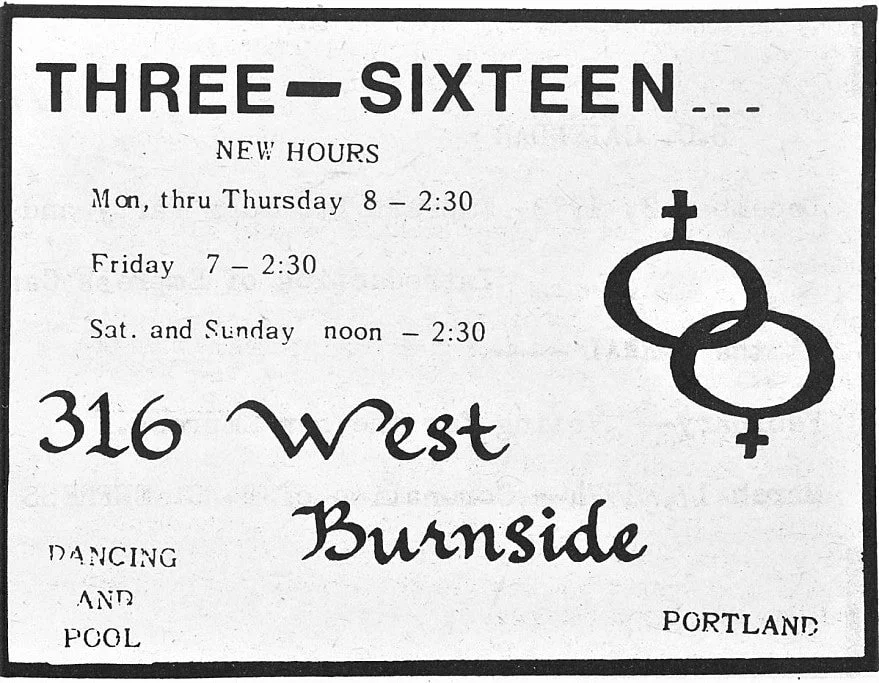 THREE—SIXTEEN...
NEW HOURS
Mon, thru Thursday 8 – 2:30
Friday 7 – 2:30
Sat. and Sunday noon – 2:30
316 West
Burnside
DANCING
AND
POOL
PORTLAND